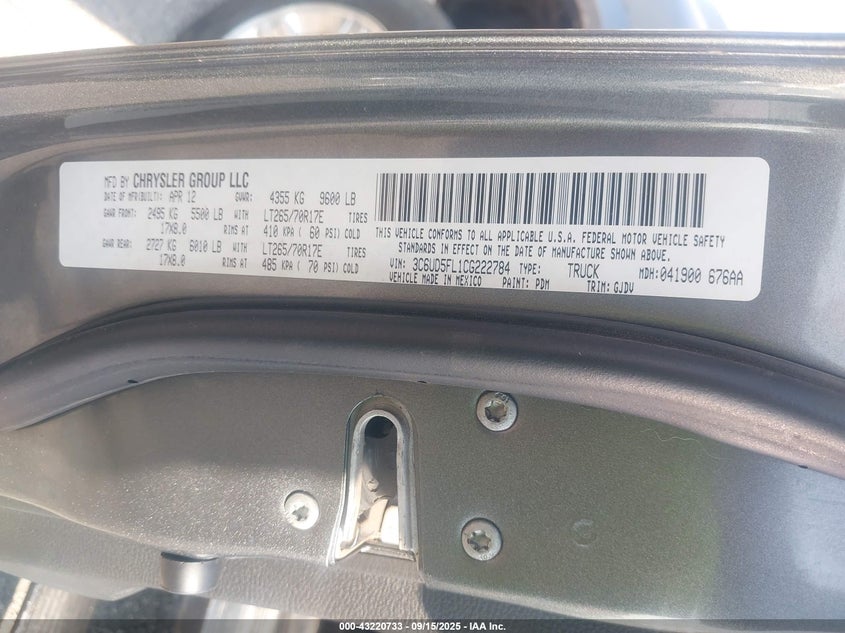 MFD BY CHRYSLER GROUP LLC
DATE OF MFR(BUILT): APR 12 GVWR: 4355 KG 9600 LB
GAWR FRONT: 2495 KG 5500 LB WITH LT265/70R17E TIRES
17X8.0 RIMS AT 410 KPA ( 60 PSI) COLD
GAWR REAR: 2727 KG 6010 LB WITH LT265/70R17E TIRES
17X8.0 RIMS AT 485 KPA ( 70 PSI) COLD
THIS VEHICLE CONFORMS TO ALL APPLICABLE U.S.A. FEDERAL MOTOR VEHICLE SAFETY
STANDARDS IN EFFECT ON THE DATE OF MANUFACTURE SHOWN ABOVE.
VIN: 3C6UD5FL1CG222784 TYPE: TRUCK MDH: 041900 676AA
VEHICLE MADE IN MEXICO PAINT: PDM TRIM: GJDV
000-43220733 - 09/15/2025 - IAA Inc.